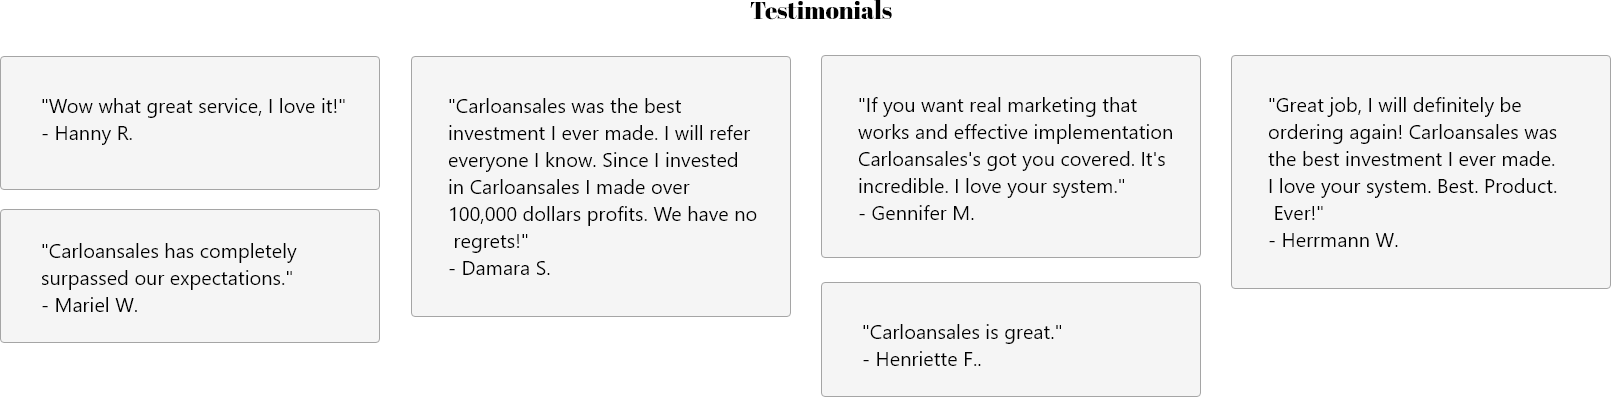 Testimonials
"Wow what great service, I love it!"
- Hanny R.
"Carloansales has completely
surpassed our expectations."
- Mariel W.
"Carloansales was the best
investment I ever made. I will refer
everyone I know. Since I invested
in Carloansales I made over
100,000 dollars profits. We have no
regrets!"
- Damara S.
"If you want real marketing that
works and effective implementation
Carloansales's got you covered. It's
incredible. I love your system."
- Gennifer M.
"Carloansales is great."
- Henriette F..
"Great job, I will definitely be
ordering again! Carloansales was
the best investment I ever made.
I love your system. Best. Product.
Ever!"
- Herrmann W.